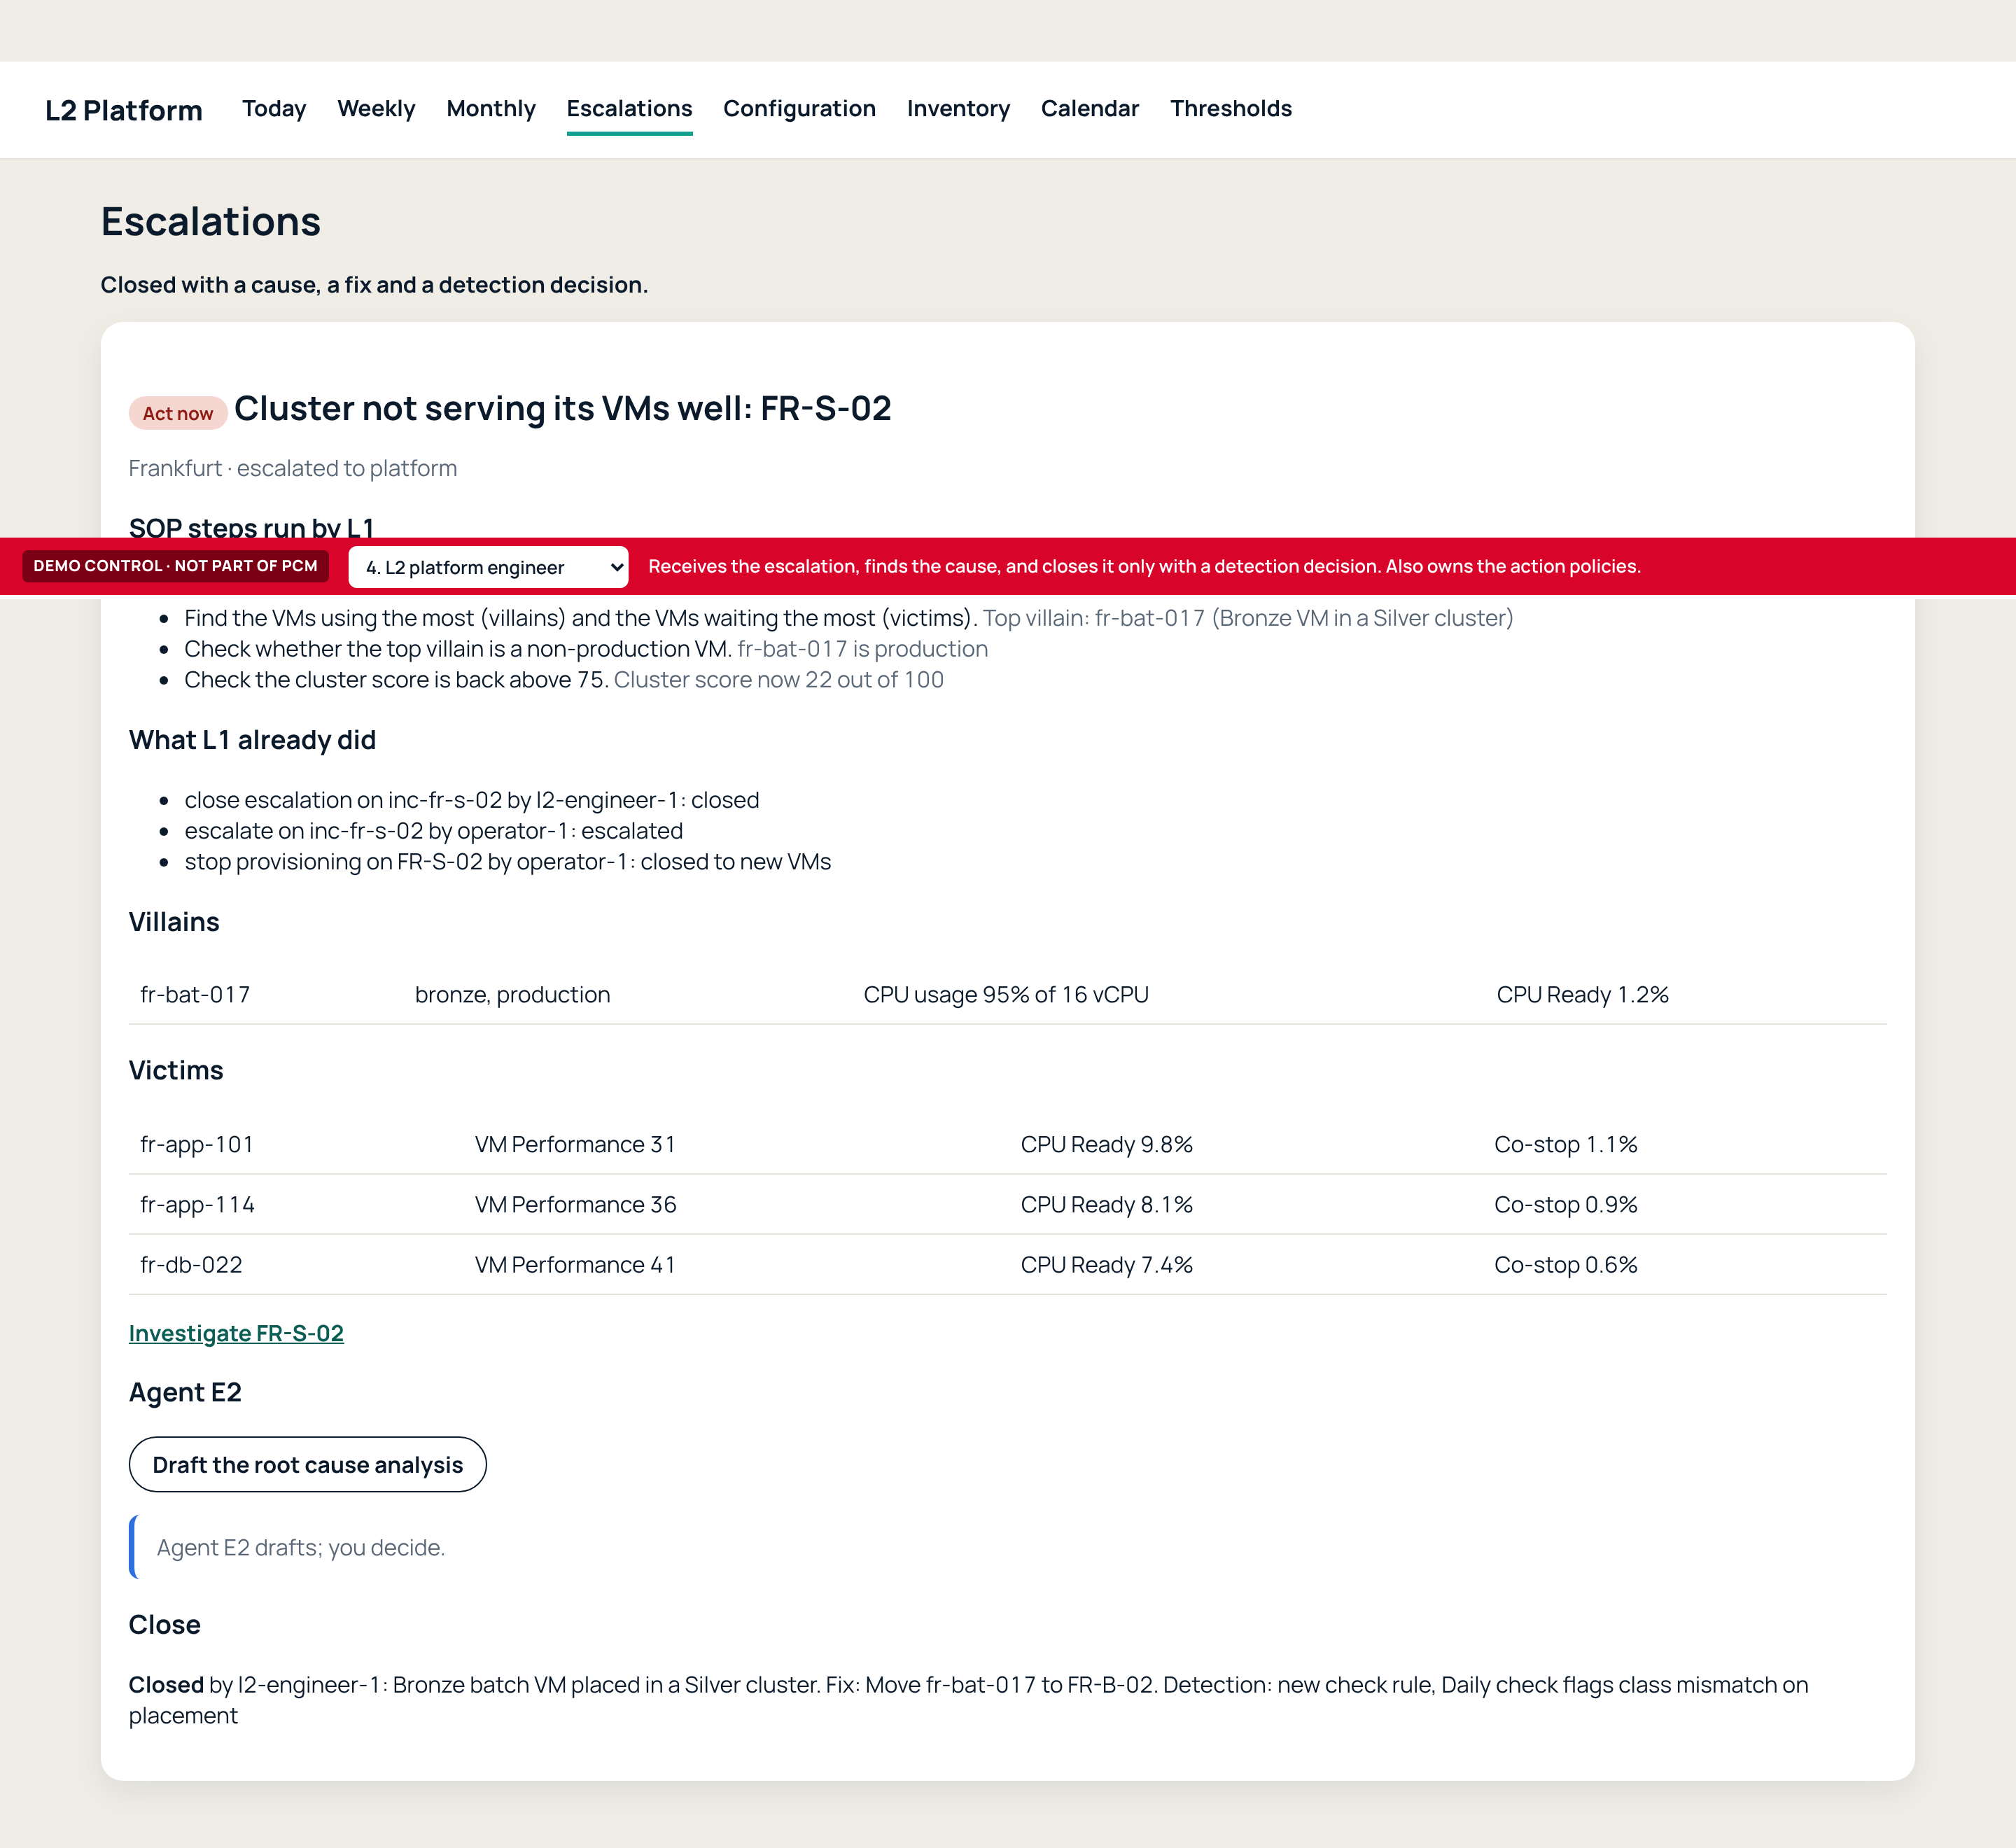 L2 Platform Today Weekly Monthly Escalations Configuration Inventory Calendar Thresholds
Escalations
Closed with a cause, a fix and a detection decision.
Act now Cluster not serving its VMs well: FR-S-02
Frankfurt · escalated to platform
SOP steps run by L1
DEMO CONTROL · NOT PART OF PCM 4. L2 platform engineer Receives the escalation, finds the cause, and closes it only with a detection decision. Also owns the action policies.
• Find the VMs using the most (villains) and the VMs waiting the most (victims). Top villain: fr-bat-017 (Bronze VM in a Silver cluster)
• Check whether the top villain is a non-production VM. fr-bat-017 is production
• Check the cluster score is back above 75. Cluster score now 22 out of 100
What L1 already did
• close escalation on inc-fr-s-02 by l2-engineer-1: closed
• escalate on inc-fr-s-02 by operator-1: escalated
• stop provisioning on FR-S-02 by operator-1: closed to new VMs
Villains
fr-bat-017 bronze, production CPU usage 95% of 16 vCPU CPU Ready 1.2%
Victims
fr-app-101 VM Performance 31 CPU Ready 9.8% Co-stop 1.1%
fr-app-114 VM Performance 36 CPU Ready 8.1% Co-stop 0.9%
fr-db-022 VM Performance 41 CPU Ready 7.4% Co-stop 0.6%
Investigate FR-S-02
Agent E2
Draft the root cause analysis
Agent E2 drafts; you decide.
Close
Closed by l2-engineer-1: Bronze batch VM placed in a Silver cluster. Fix: Move fr-bat-017 to FR-B-02. Detection: new check rule, Daily check flags class mismatch on
placement